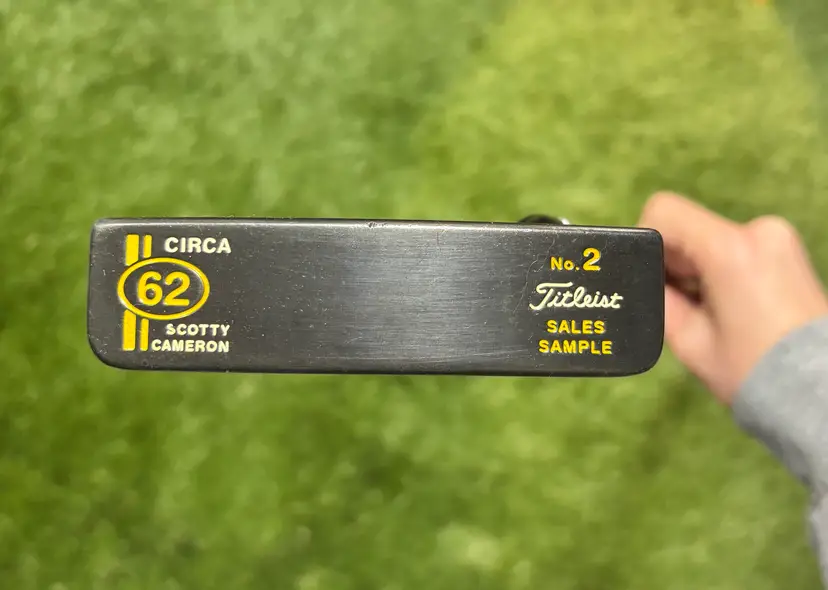 CIRCA
62
SCOTTY
CAMERON
No. 2
Titleist
SALES
SAMPLE